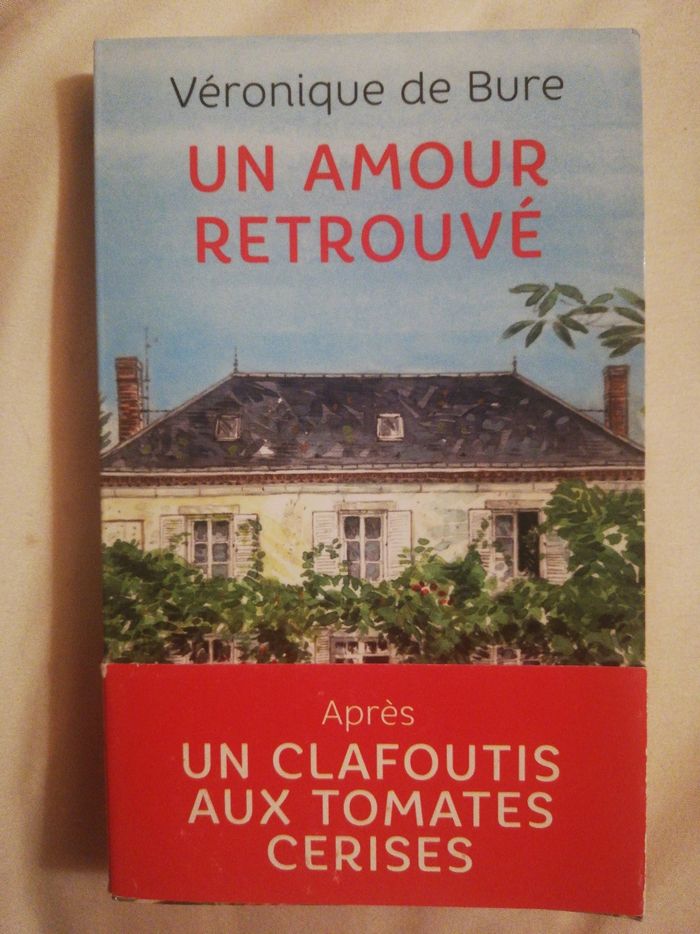 Véronique de Bure
UN AMOUR
RETROUVÉ
Après
UN CLAFOUTIS
AUX TOMATES
CERISES